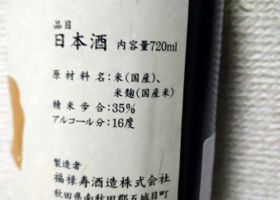 品目
日本酒 内容量720ml
原材料名:米(国産)、
米麹(国産米)
精米歩合:35%
アルコール分:16度
製造者
福禄寿酒造株式会社
秋田県南秋田郡五城目町